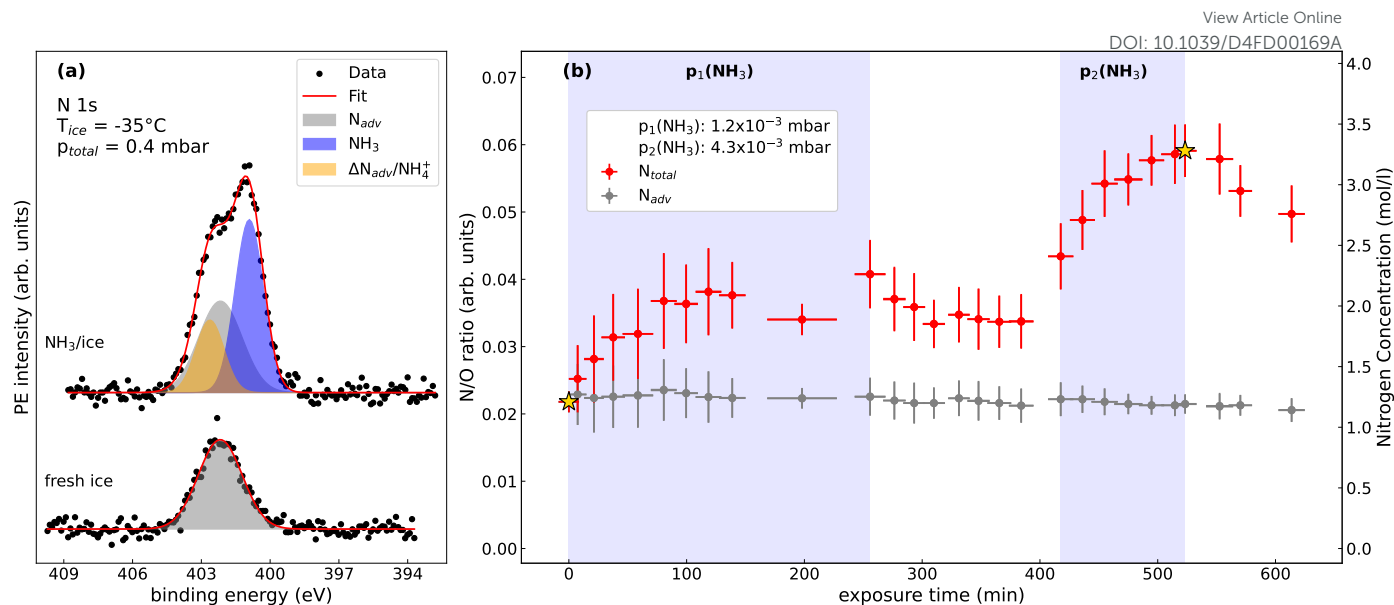 View Article Online
DOI: 10.1039/D4FD00169A
(a)
N 1s
T_ice = -35°C
p_total = 0.4 mbar
Data
Fit
N_adv
NH₃
ΔN_adv/NH₄⁺
NH₃/ice
fresh ice
PE intensity (arb. units)
409 406 403 400 397 394
binding energy (eV)
(b)
p₁(NH₃)
p₂(NH₃)
p₁(NH₃): 1.2x10⁻³ mbar
p₂(NH₃): 4.3x10⁻³ mbar
N_total
N_adv
N/O ratio (arb. units)
0.07
0.06
0.05
0.04
0.03
0.02
0.01
0.00
0 100 200 300 400 500 600
exposure time (min)
4.0
3.5
3.0
2.5
2.0
1.5
1.0
0.5
0.0
Nitrogen Concentration (mol/l)